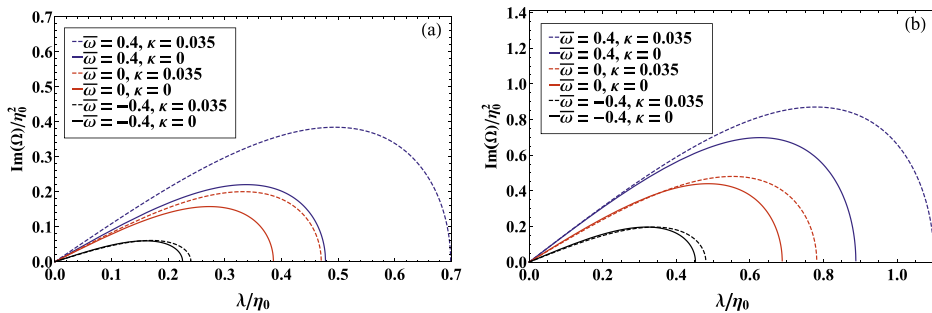 (a)
0.7
0.6
0.5
0.4
0.3
0.2
0.1
0.0
Im(Ω)/η₀²
ω̅ = 0.4, κ = 0.035
ω̅ = 0.4, κ = 0
ω̅ = 0, κ = 0.035
ω̅ = 0, κ = 0
ω̅ = −0.4, κ = 0.035
ω̅ = −0.4, κ = 0
0.0 0.1 0.2 0.3 0.4 0.5 0.6 0.7
λ/η₀
(b)
1.4
1.2
1.0
0.8
0.6
0.4
0.2
0.0
Im(Ω)/η₀²
ω̅ = 0.4, κ = 0.035
ω̅ = 0.4, κ = 0
ω̅ = 0, κ = 0.035
ω̅ = 0, κ = 0
ω̅ = −0.4, κ = 0.035
ω̅ = −0.4, κ = 0
0.0 0.2 0.4 0.6 0.8 1.0
λ/η₀